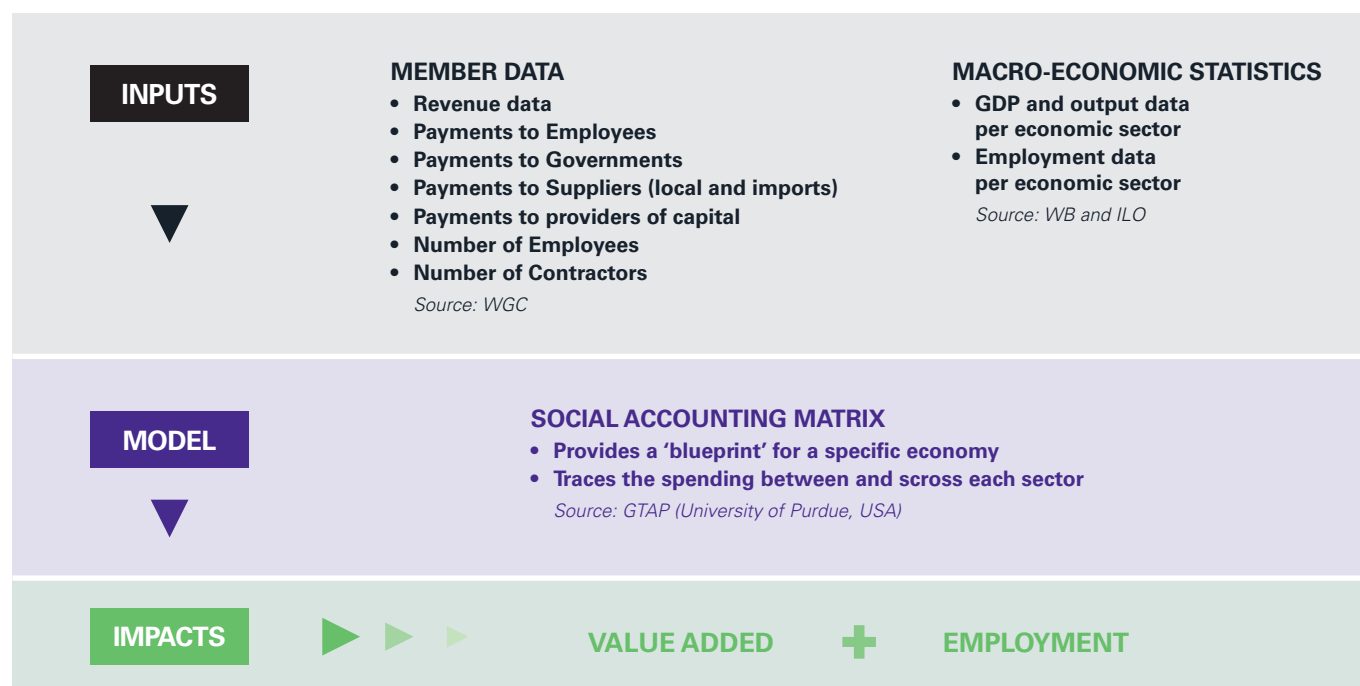 INPUTS
MEMBER DATA
• Revenue data
• Payments to Employees
• Payments to Governments
• Payments to Suppliers (local and imports)
• Payments to providers of capital
• Number of Employees
• Number of Contractors
Source: WGC
MACRO-ECONOMIC STATISTICS
• GDP and output data
per economic sector
• Employment data
per economic sector
Source: WB and ILO
MODEL
SOCIAL ACCOUNTING MATRIX
• Provides a ‘blueprint’ for a specific economy
• Traces the spending between and scross each sector
Source: GTAP (University of Purdue, USA)
IMPACTS
VALUE ADDED
EMPLOYMENT